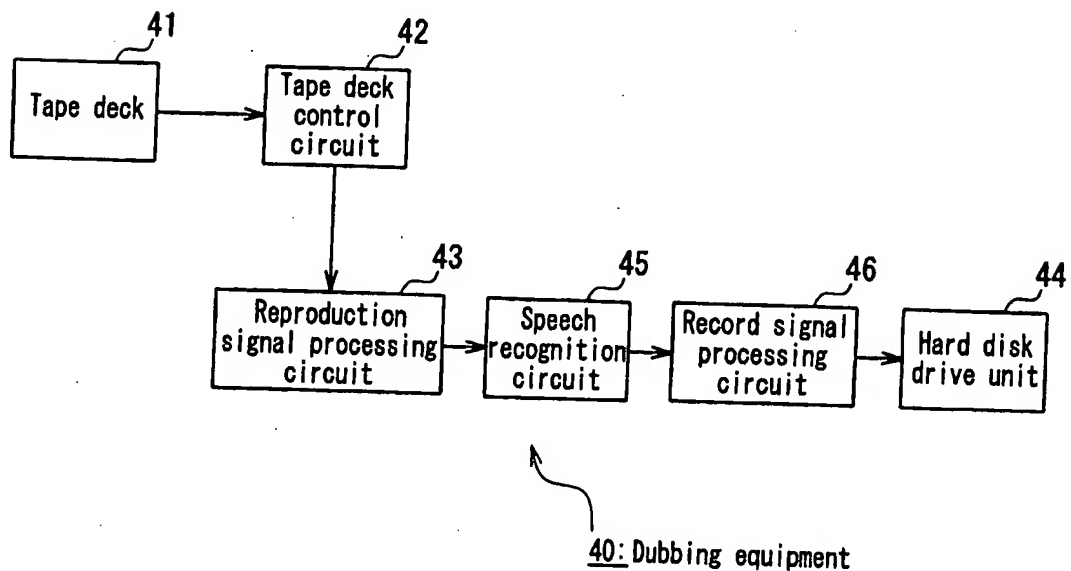 41
42
Tape deck
Tape deck
control
circuit
43
45
46
44
Reproduction
signal processing
circuit
Speech
recognition
circuit
Record signal
processing
circuit
Hard disk
drive unit
40: Dubbing equipment